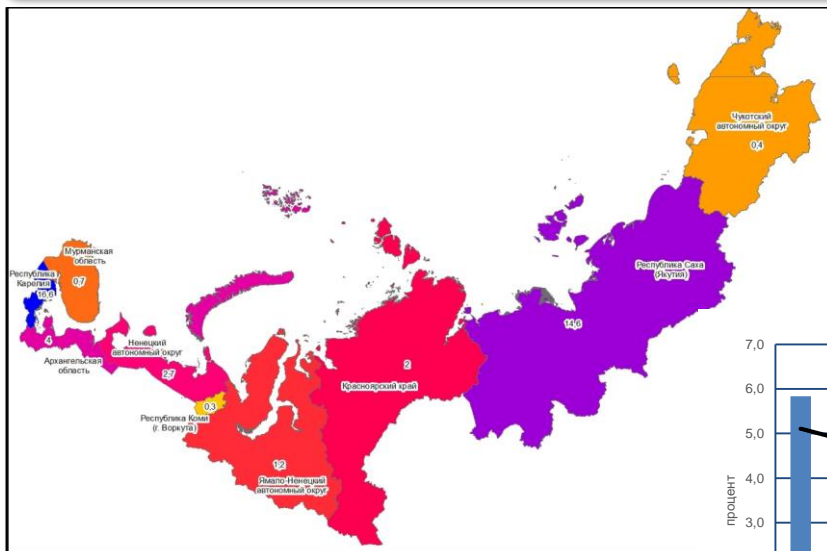 Чукотский
автономный округ
0,4
Мурманская
область
0,7
Республика
Карелия
16,6
Республика Саха
(Якутия)
14,6
4
Архангельская
область
Ненецкий
автономный округ
2,7
2
Красноярский край
0,3
Республика Коми
(г. Воркута)
1,2
Ямало-Ненецкий
автономный округ
7,0
6,0
5,0
4,0
3,0
процент